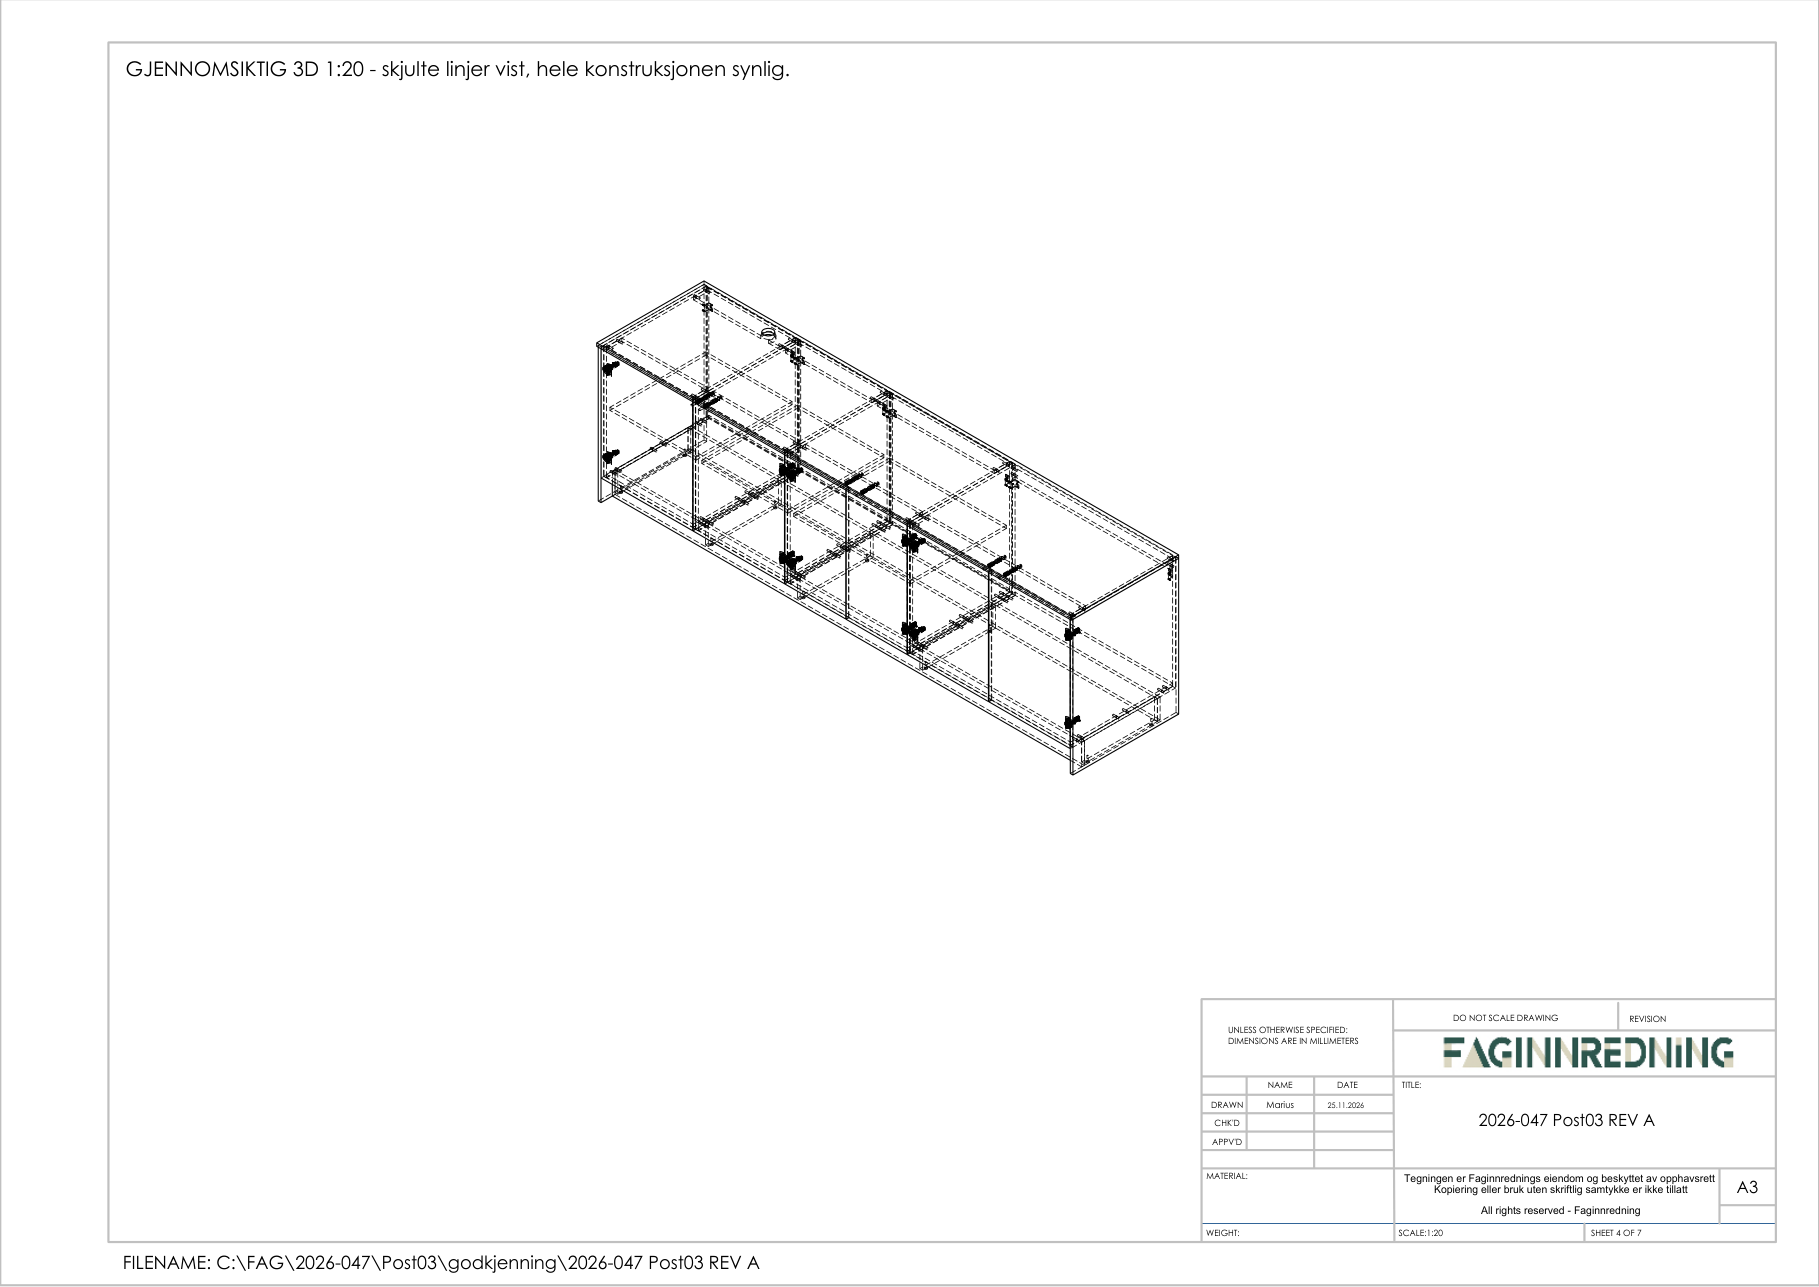 GJENNOMSIKTIG 3D 1:20 - skjulte linjer vist, hele konstruksjonen synlig.
UNLESS OTHERWISE SPECIFIED:
DIMENSIONS ARE IN MILLIMETERS
DO NOT SCALE DRAWING
REVISION
FAGINNREDNING
NAME
DATE
TITLE:
DRAWN
Marius
25.11.2026
CHK'D
APPV'D
2026-047 Post03 REV A
MATERIAL:
Tegningen er Faginnrednings eiendom og beskyttet av opphavsrett
Kopiering eller bruk uten skriftlig samtykke er ikke tillatt
All rights reserved - Faginnredning
A3
WEIGHT:
SCALE:1:20
SHEET 4 OF 7
FILENAME: C:\FAG\2026-047\Post03\godkjenning\2026-047 Post03 REV A